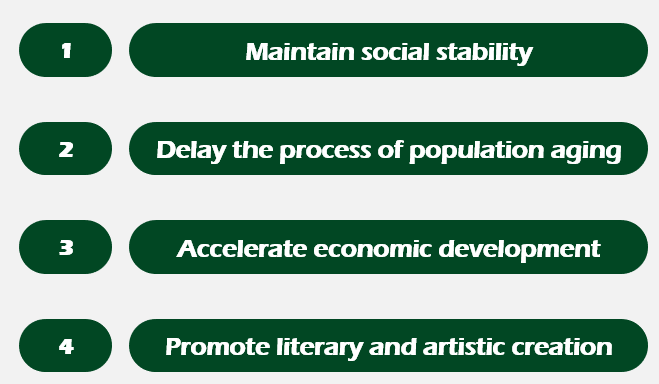 1 Maintain social stability
2 Delay the process of population aging
3 Accelerate economic development
4 Promote literary and artistic creation